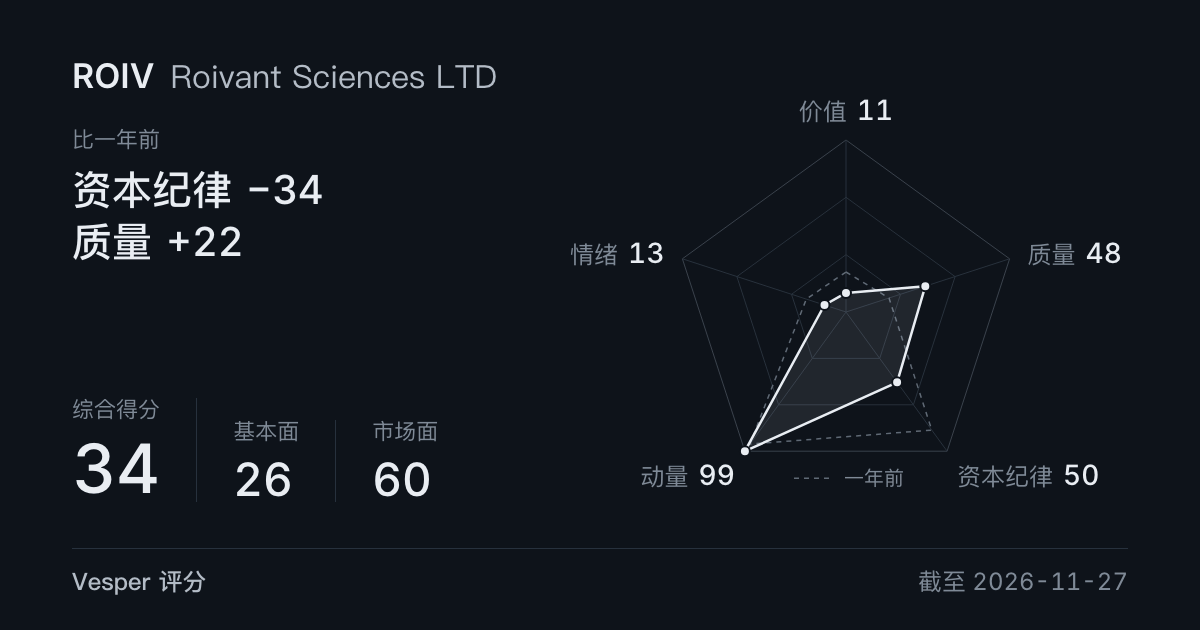 ROIV Roivant Sciences LTD
比一年前
资本纪律 −34
质量 +22
综合得分
34
基本面
26
市场面
60
价值 11
质量 48
资本纪律 50
动量 99
情绪 13
一年前
Vesper 评分
截至 2026-11-27